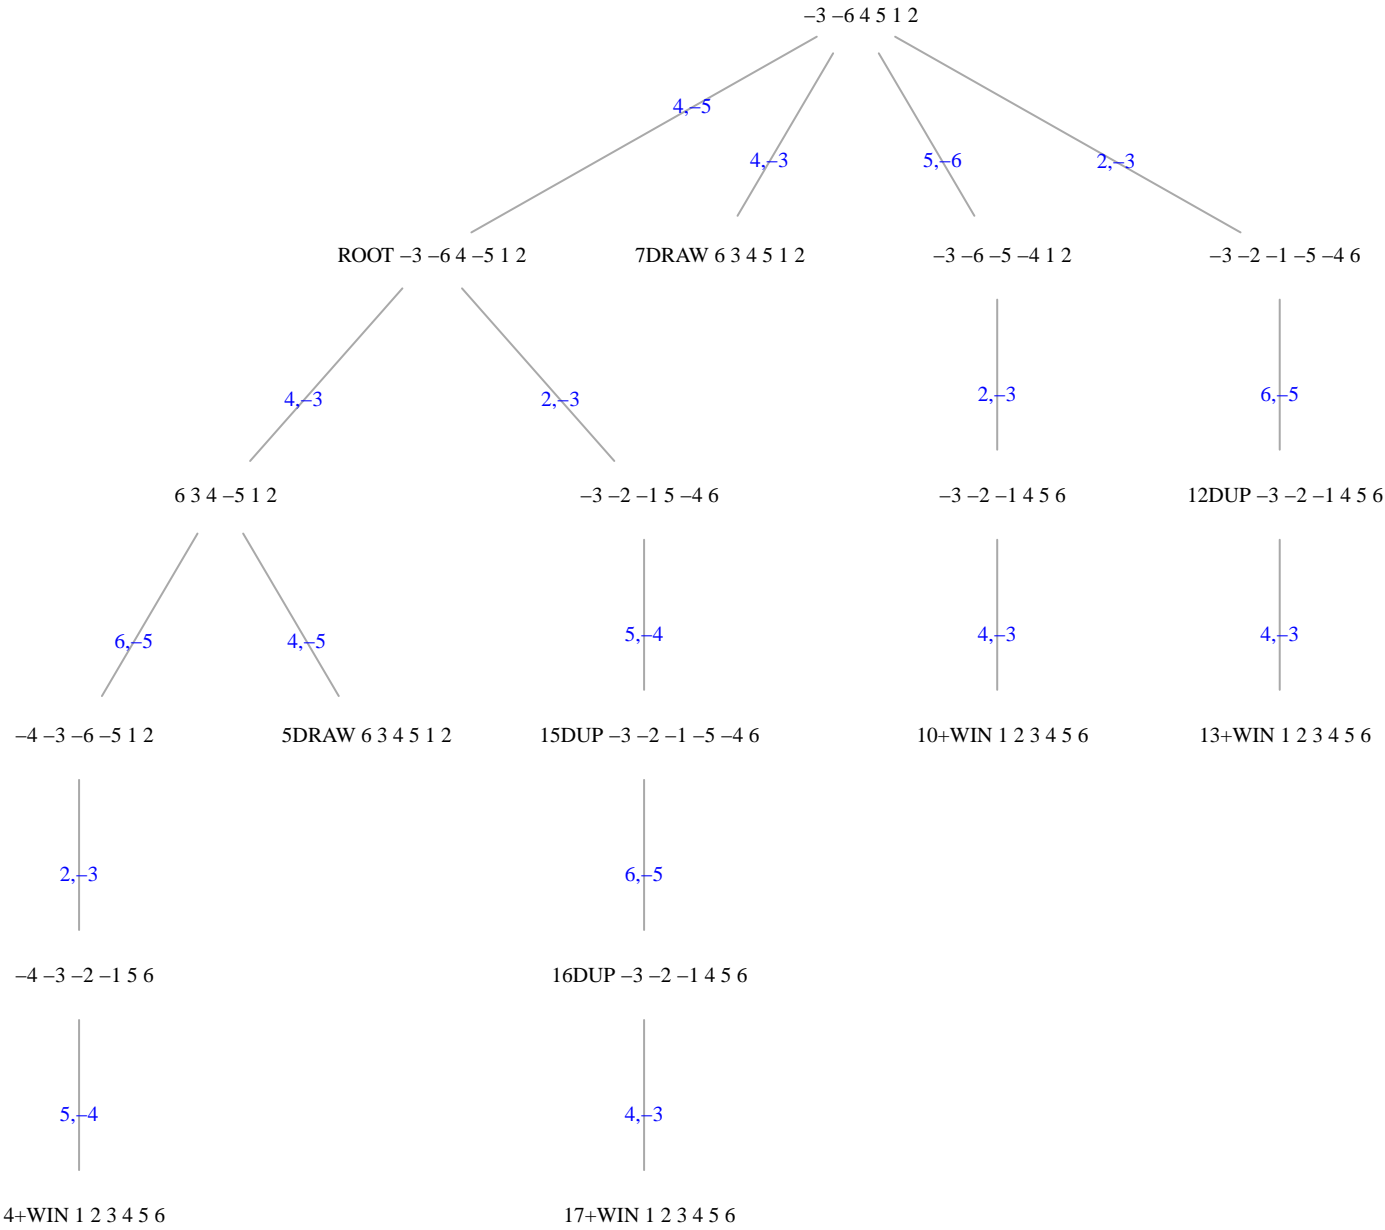 −3 −6 4 5 1 2
4,−5
4,−3
5,−6
2,−3
ROOT −3 −6 4 −5 1 2
7DRAW 6 3 4 5 1 2
−3 −6 −5 −4 1 2
−3 −2 −1 −5 −4 6
4,−3
2,−3
2,−3
6,−5
6 3 4 −5 1 2
−3 −2 −1 5 −4 6
−3 −2 −1 4 5 6
12DUP −3 −2 −1 4 5 6
6,−5
4,−5
5,−4
4,−3
4,−3
−4 −3 −6 −5 1 2
5DRAW 6 3 4 5 1 2
15DUP −3 −2 −1 −5 −4 6
10+WIN 1 2 3 4 5 6
13+WIN 1 2 3 4 5 6
2,−3
6,−5
−4 −3 −2 −1 5 6
16DUP −3 −2 −1 4 5 6
5,−4
4,−3
4+WIN 1 2 3 4 5 6
17+WIN 1 2 3 4 5 6